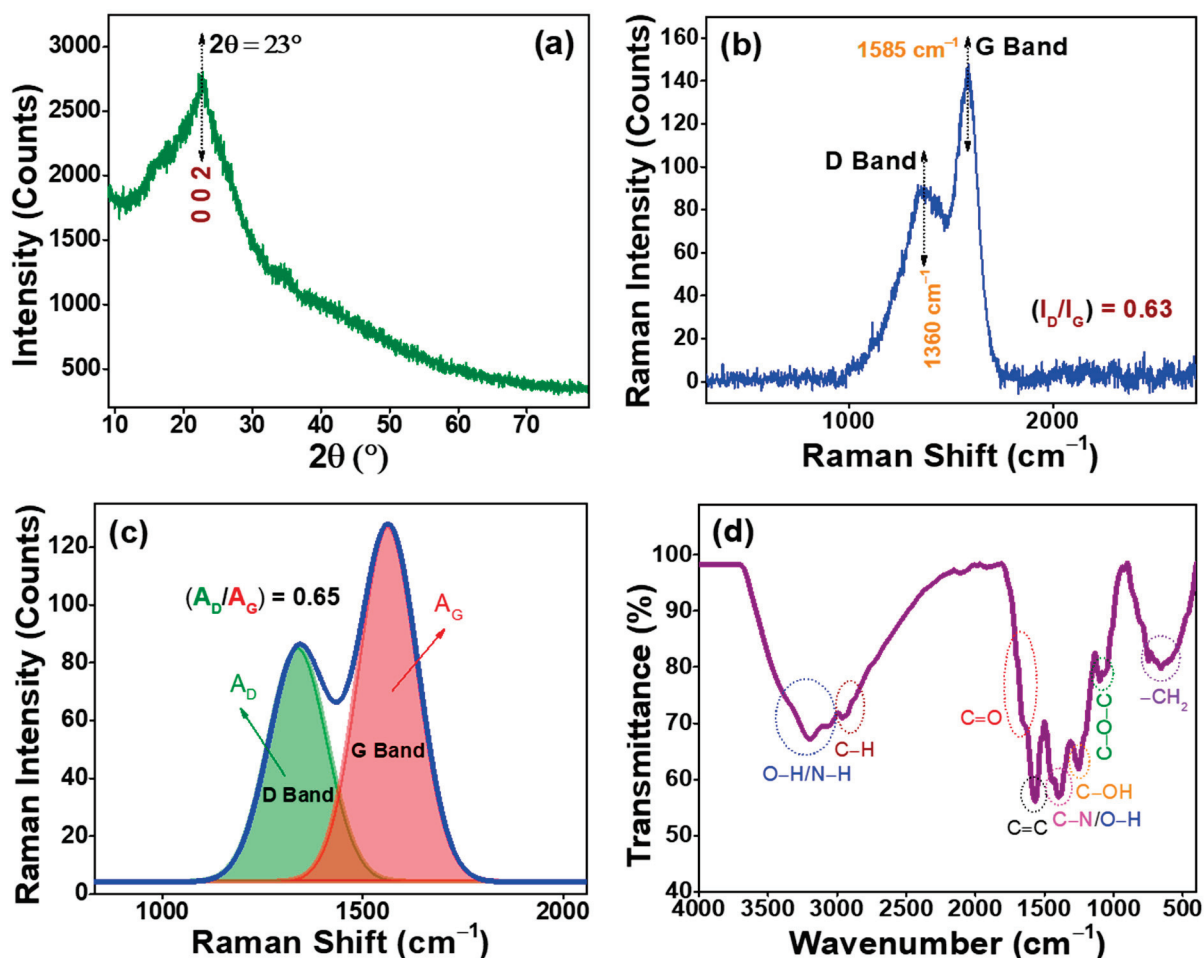 (a)
2θ = 23°
0 0 2
Intensity (Counts)
3000
2500
2000
1500
1000
500
10 20 30 40 50 60 70
2θ (°)
(b)
1585 cm⁻¹
G Band
D Band
1360 cm⁻¹
(I_D/I_G) = 0.63
Raman Intensity (Counts)
160
140
120
100
80
60
40
20
0
1000 2000
Raman Shift (cm⁻¹)
(c)
(A_D/A_G) = 0.65
A_G
A_D
G Band
D Band
Raman Intensity (Counts)
120
100
80
60
40
20
0
1000 1500 2000
Raman Shift (cm⁻¹)
(d)
Transmittance (%)
100
90
80
70
60
50
40
O–H/N–H
C–H
C=O
C=C
C–N/O–H
C–OH
C–O–C
–CH₂
4000 3500 3000 2500 2000 1500 1000 500
Wavenumber (cm⁻¹)